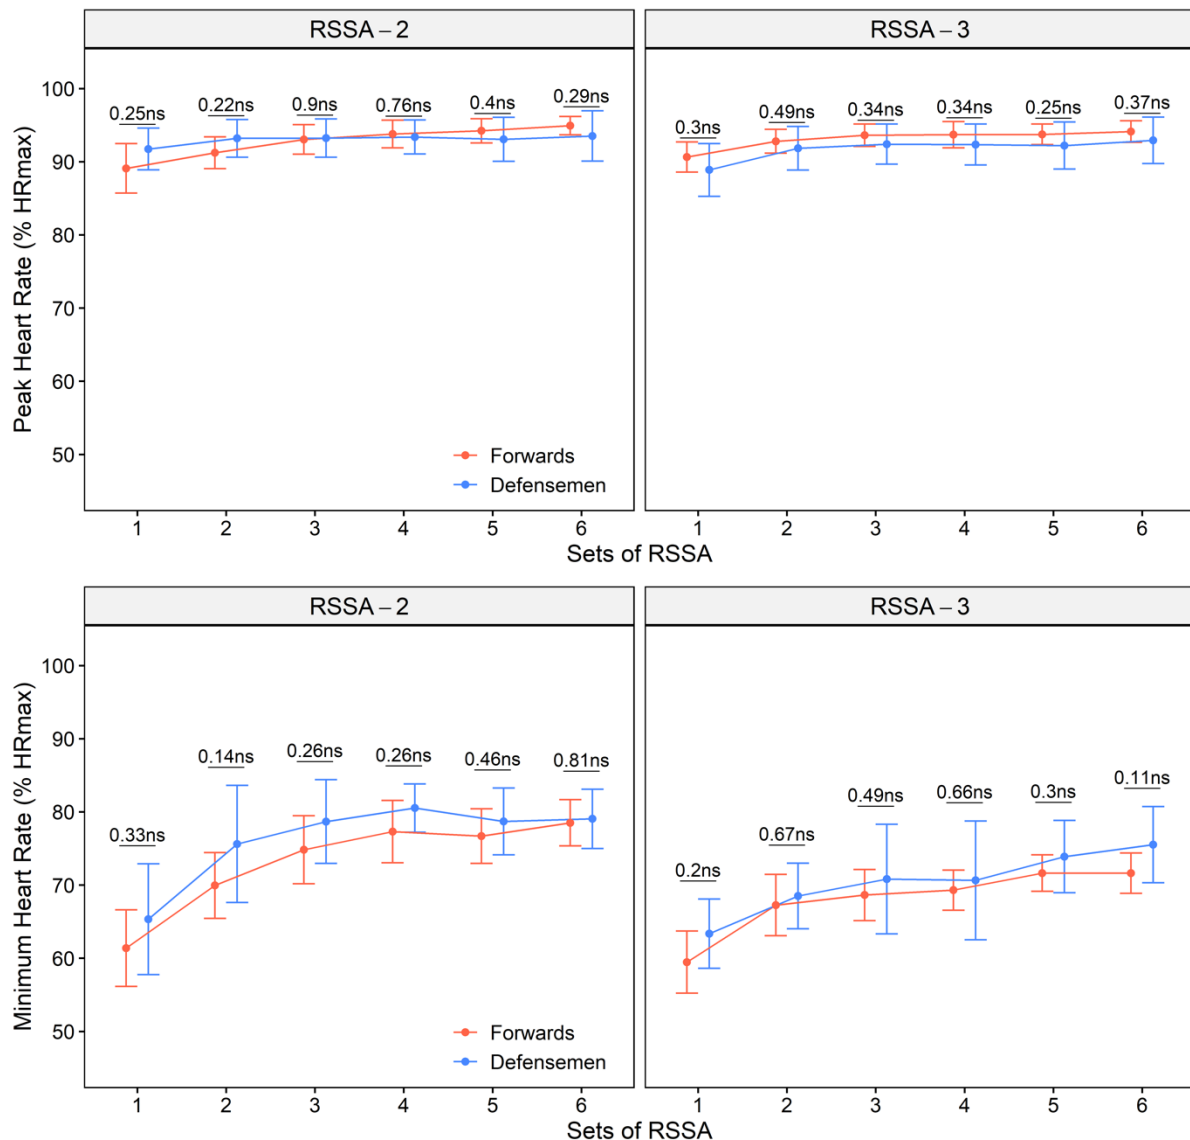 RSSA – 2
RSSA – 3
Peak Heart Rate (% HRmax)
100
90
80
70
60
50
0.25ns
0.22ns
0.9ns
0.76ns
0.4ns
0.29ns
0.3ns
0.49ns
0.34ns
0.34ns
0.25ns
0.37ns
Forwards
Defensemen
1 2 3 4 5 6
1 2 3 4 5 6
Sets of RSSA
RSSA – 2
RSSA – 3
Minimum Heart Rate (% HRmax)
100
90
80
70
60
50
0.33ns
0.14ns
0.26ns
0.26ns
0.46ns
0.81ns
0.2ns
0.67ns
0.49ns
0.66ns
0.3ns
0.11ns
Forwards
Defensemen
1 2 3 4 5 6
1 2 3 4 5 6
Sets of RSSA